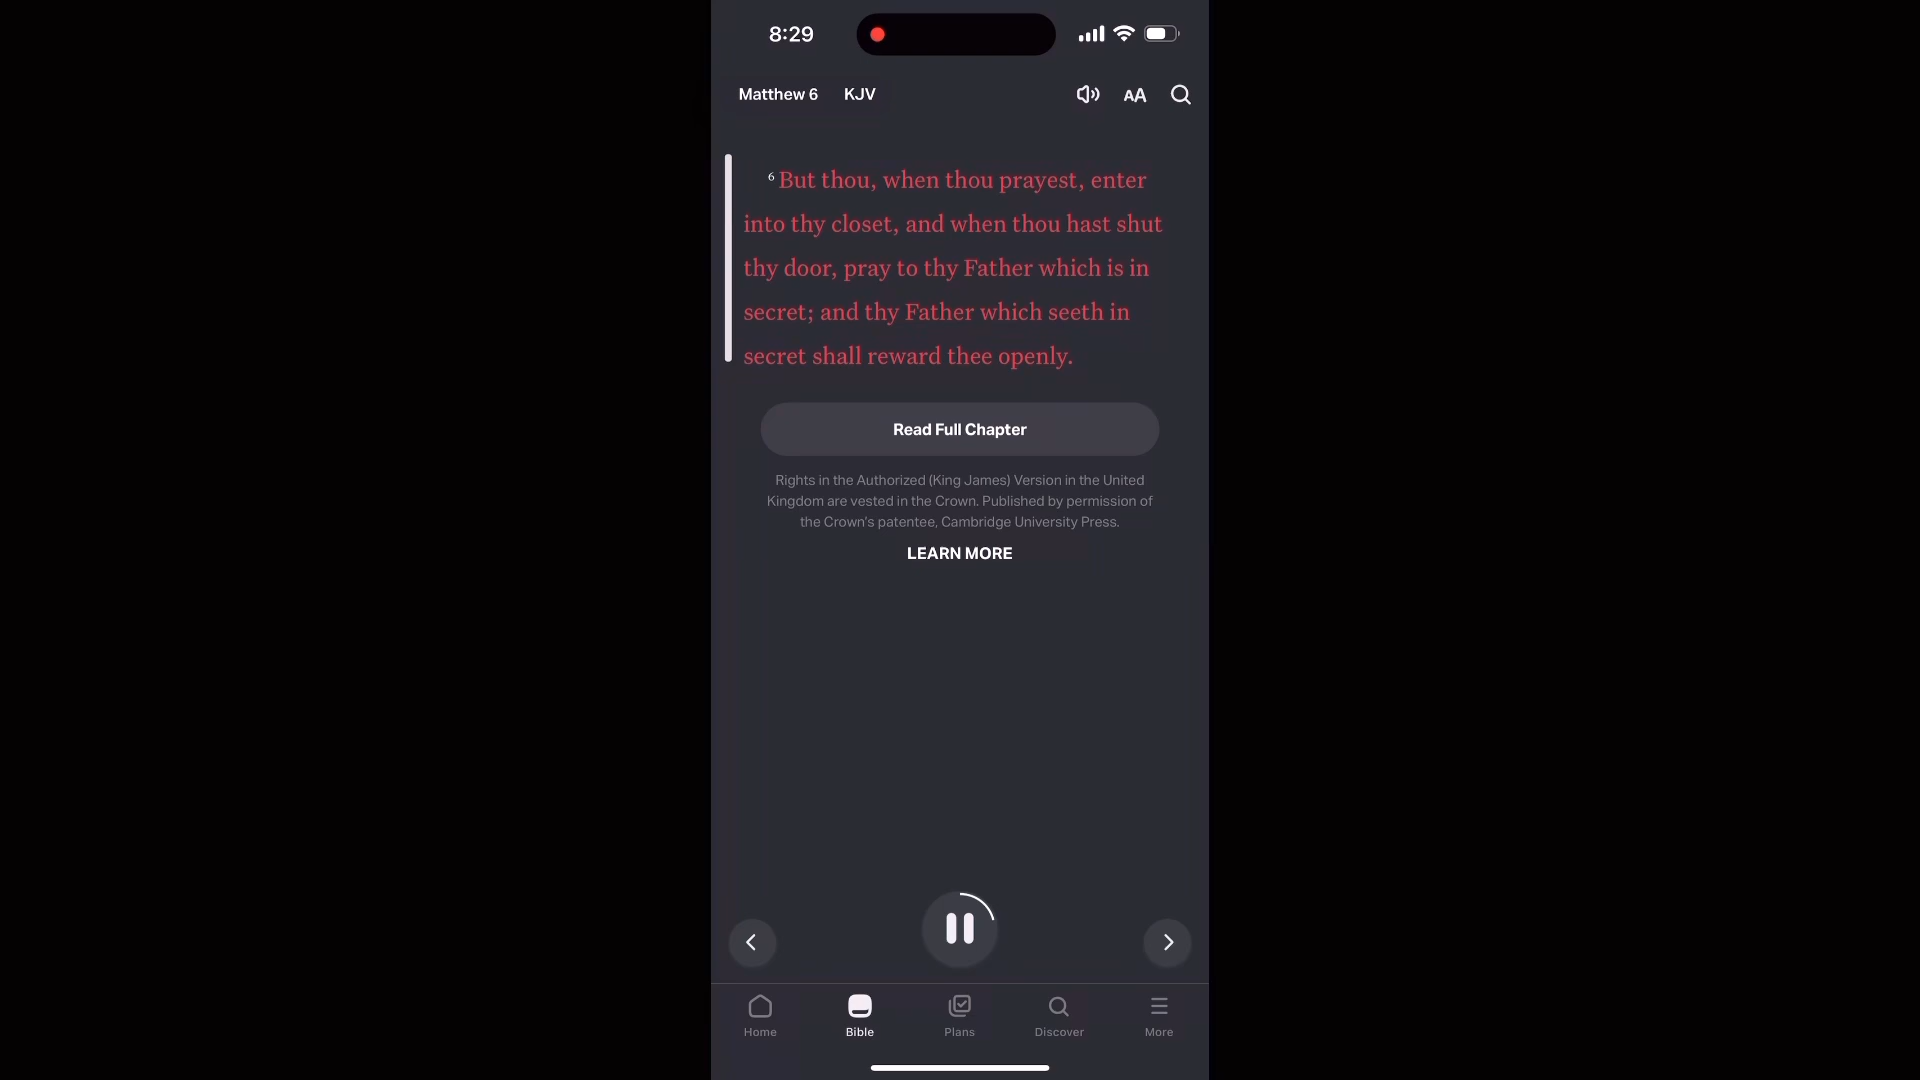 8:29
Matthew 6 KJV AA
6 But thou, when thou prayest, enter
into thy closet, and when thou hast shut
thy door, pray to thy Father which is in
secret; and thy Father which seeth in
secret shall reward thee openly.
Read Full Chapter
Rights in the Authorized (King James) Version in the United
Kingdom are vested in the Crown. Published by permission of
the Crown's patentee, Cambridge University Press.
LEARN MORE
Home Bible Plans Discover More